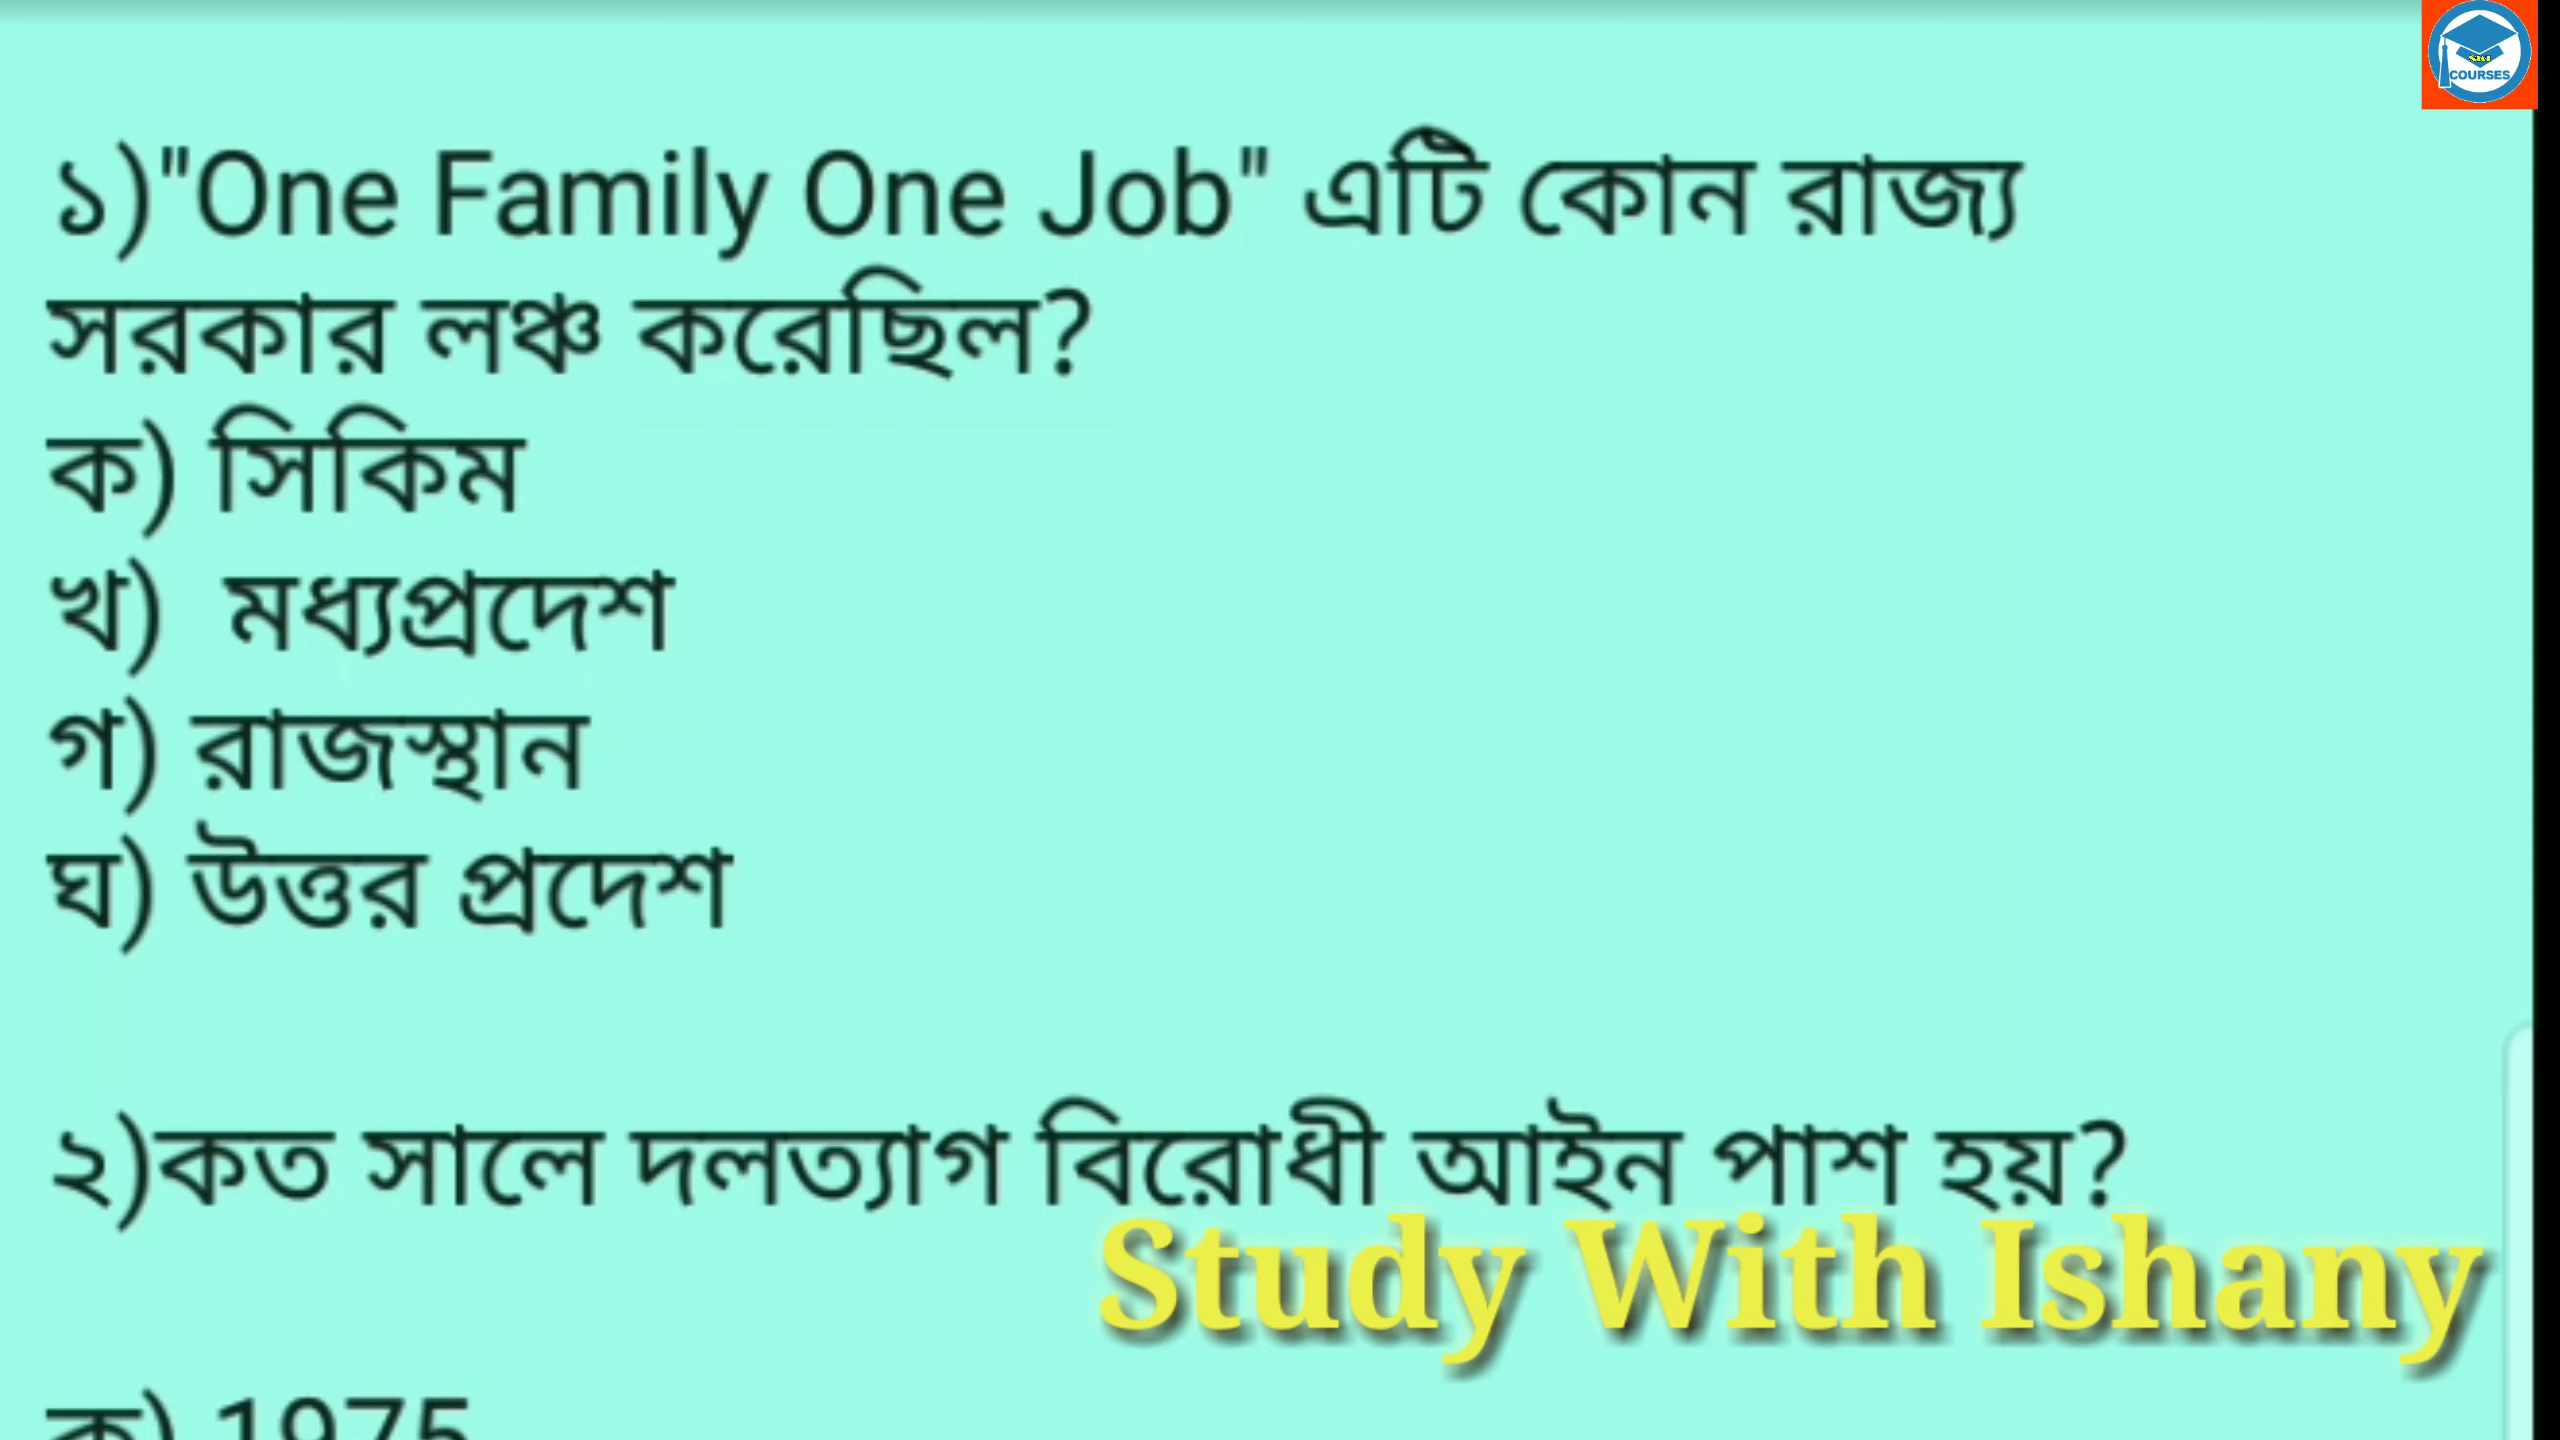 COURSES
১)"One Family One Job" এটি কোন রাজ্য
সরকার লঞ্চ করেছিল?
ক) সিকিম
খ) মধ্যপ্রদেশ
গ) রাজস্থান
ঘ) উত্তর প্রদেশ
২)কত সালে দলত্যাগ বিরোধী আইন পাশ হয়?
Study With Ishany
ক) 1975